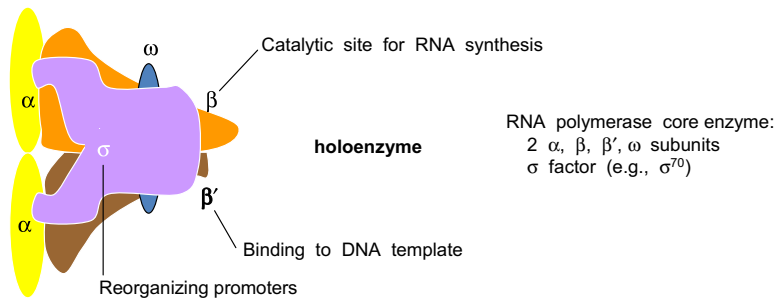 ω
Catalytic site for RNA synthesis
α
β
σ
holoenzyme
RNA polymerase core enzyme:
2 α, β, β′, ω subunits
σ factor (e.g., σ⁷⁰)
β′
α
Binding to DNA template
Reorganizing promoters